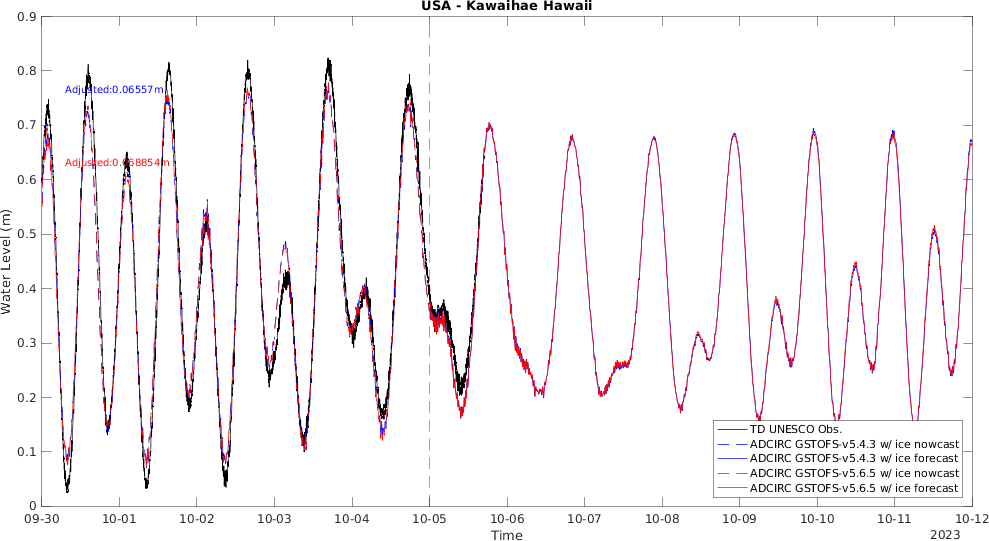 USA - Kawaihae Hawaii
0.9
0.8
Adjusted:0.06557m
0.7
Adjusted:0.068854m
0.6
0.5
Water Level (m)
0.4
0.3
0.2
0.1
0
TD UNESCO Obs.
ADCIRC GSTOFS-v5.4.3 w/ ice nowcast
ADCIRC GSTOFS-v5.4.3 w/ ice forecast
ADCIRC GSTOFS-v5.6.5 w/ ice nowcast
ADCIRC GSTOFS-v5.6.5 w/ ice forecast
09-30 10-01 10-02 10-03 10-04 10-05 10-06 10-07 10-08 10-09 10-10 10-11 10-12
Time
2023